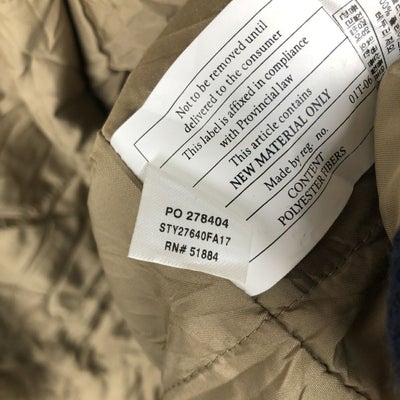 Not to be removed until
delivered to the consumer
This label is affixed in compliance
with Provincial law
This article contains
NEW MATERIAL ONLY
Made by reg. no.
CONTENT
POLYESTER FIBERS
PO 278404
STY27640FA17
RN# 51884